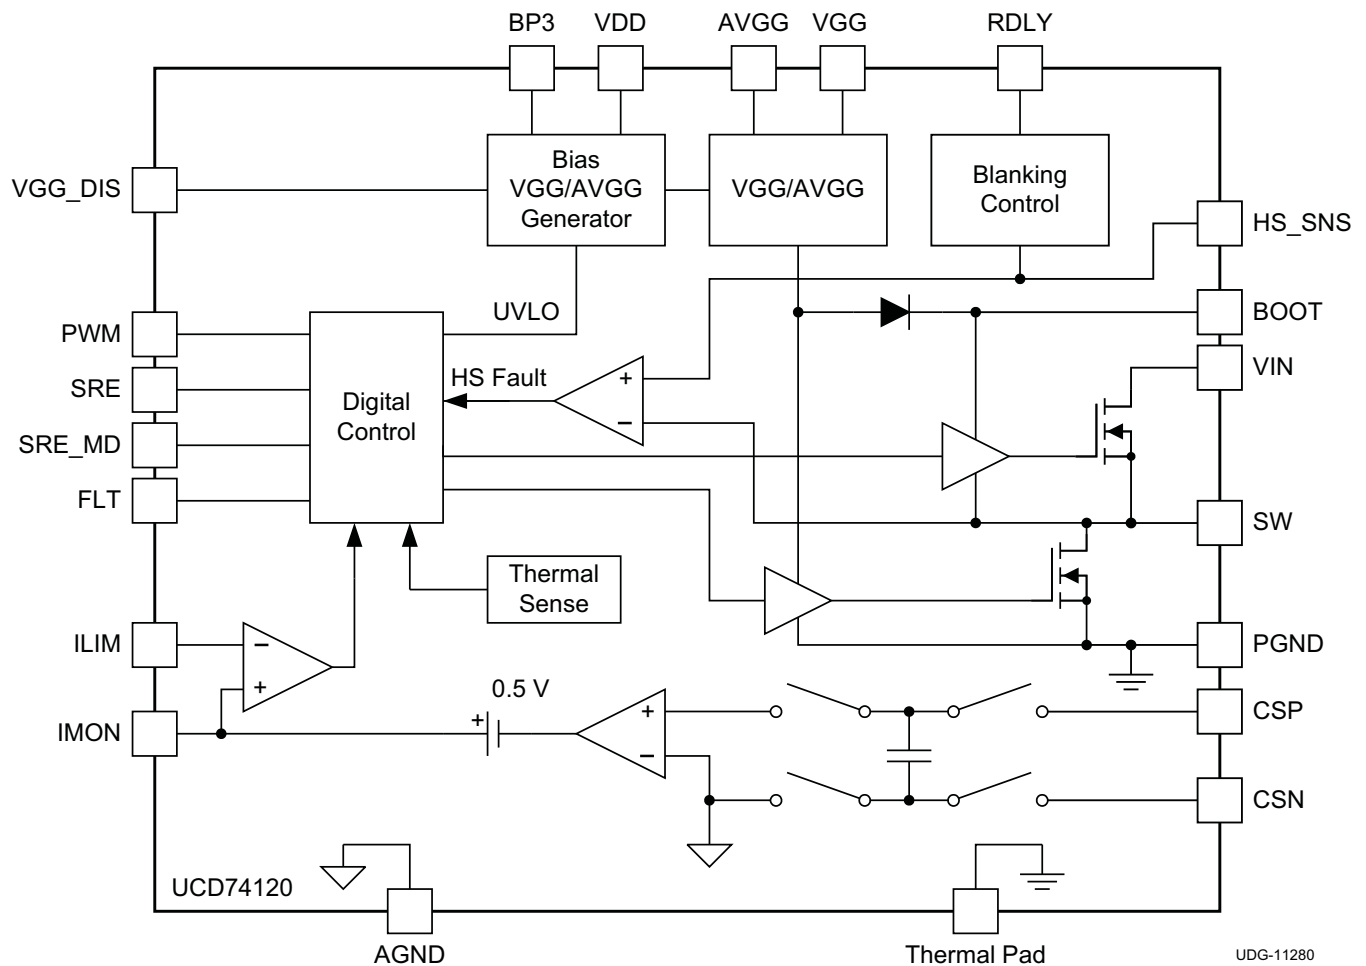 BP3 VDD AVGG VGG RDLY
Bias
VGG/AVGG
Generator
VGG/AVGG
Blanking
Control
VGG_DIS
HS_SNS
UVLO
BOOT
PWM
VIN
SRE
HS Fault
+
−
Digital
Control
SRE_MD
FLT
SW
Thermal
Sense
ILIM
−
+
PGND
0.5 V
+
+
−
IMON
CSP
CSN
UCD74120
AGND
Thermal Pad
UDG-11280